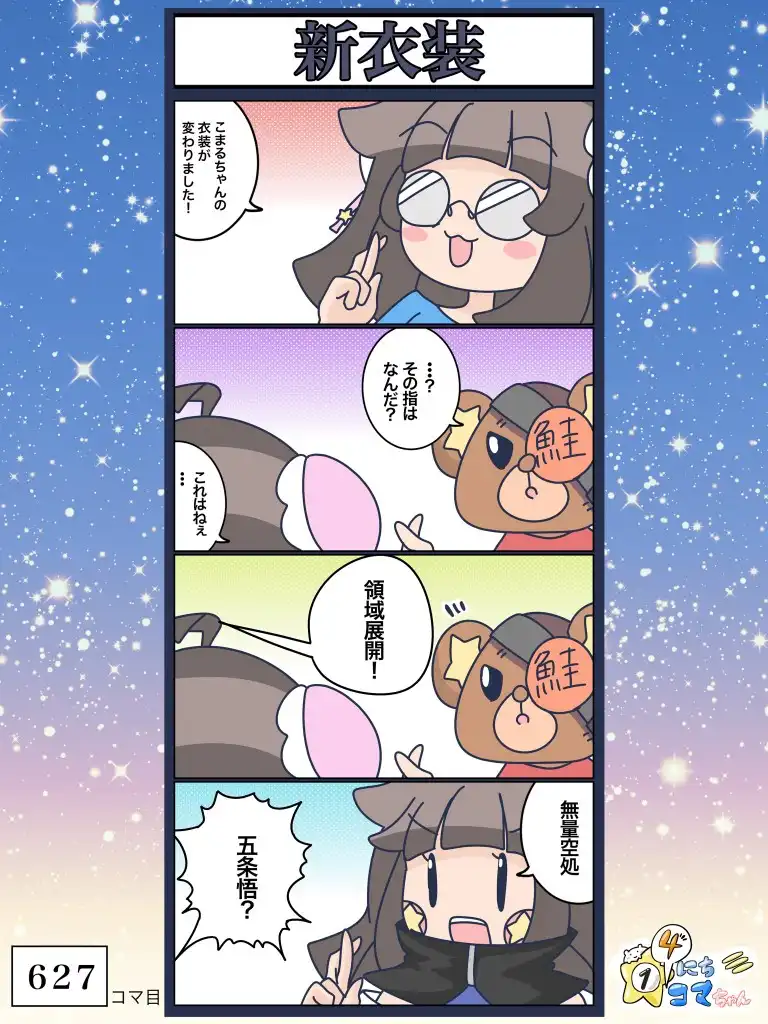 新衣装
こまるちゃんの
衣装が
変わりました！
…？
その指は
なんだ？
鮭
これはねぇ
…
領域展開！
鮭
無量空処
五条悟？
627
コマ目
1
4
にち
コマ
ちゃん